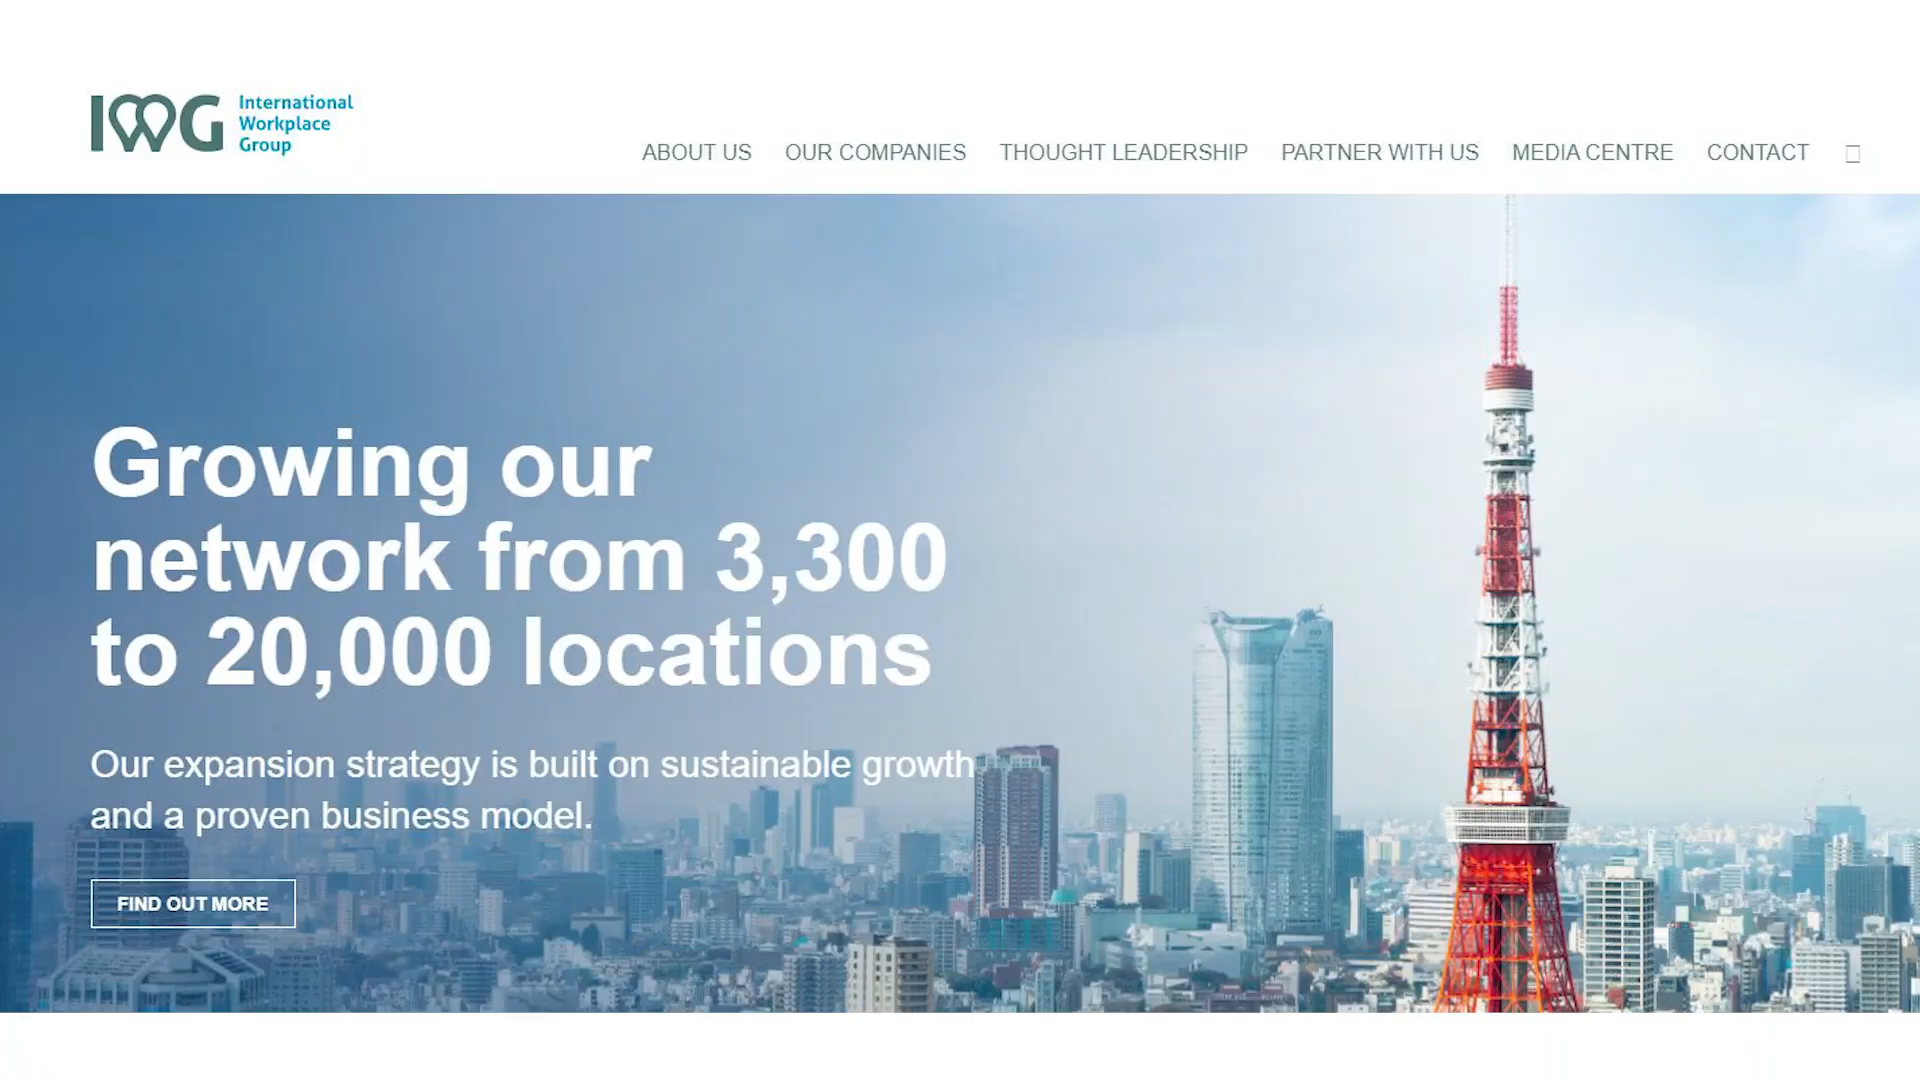 IWG
International
Workplace
Group
ABOUT US OUR COMPANIES THOUGHT LEADERSHIP PARTNER WITH US MEDIA CENTRE CONTACT
Growing our
network from 3,300
to 20,000 locations
Our expansion strategy is built on sustainable growth
and a proven business model.
FIND OUT MORE